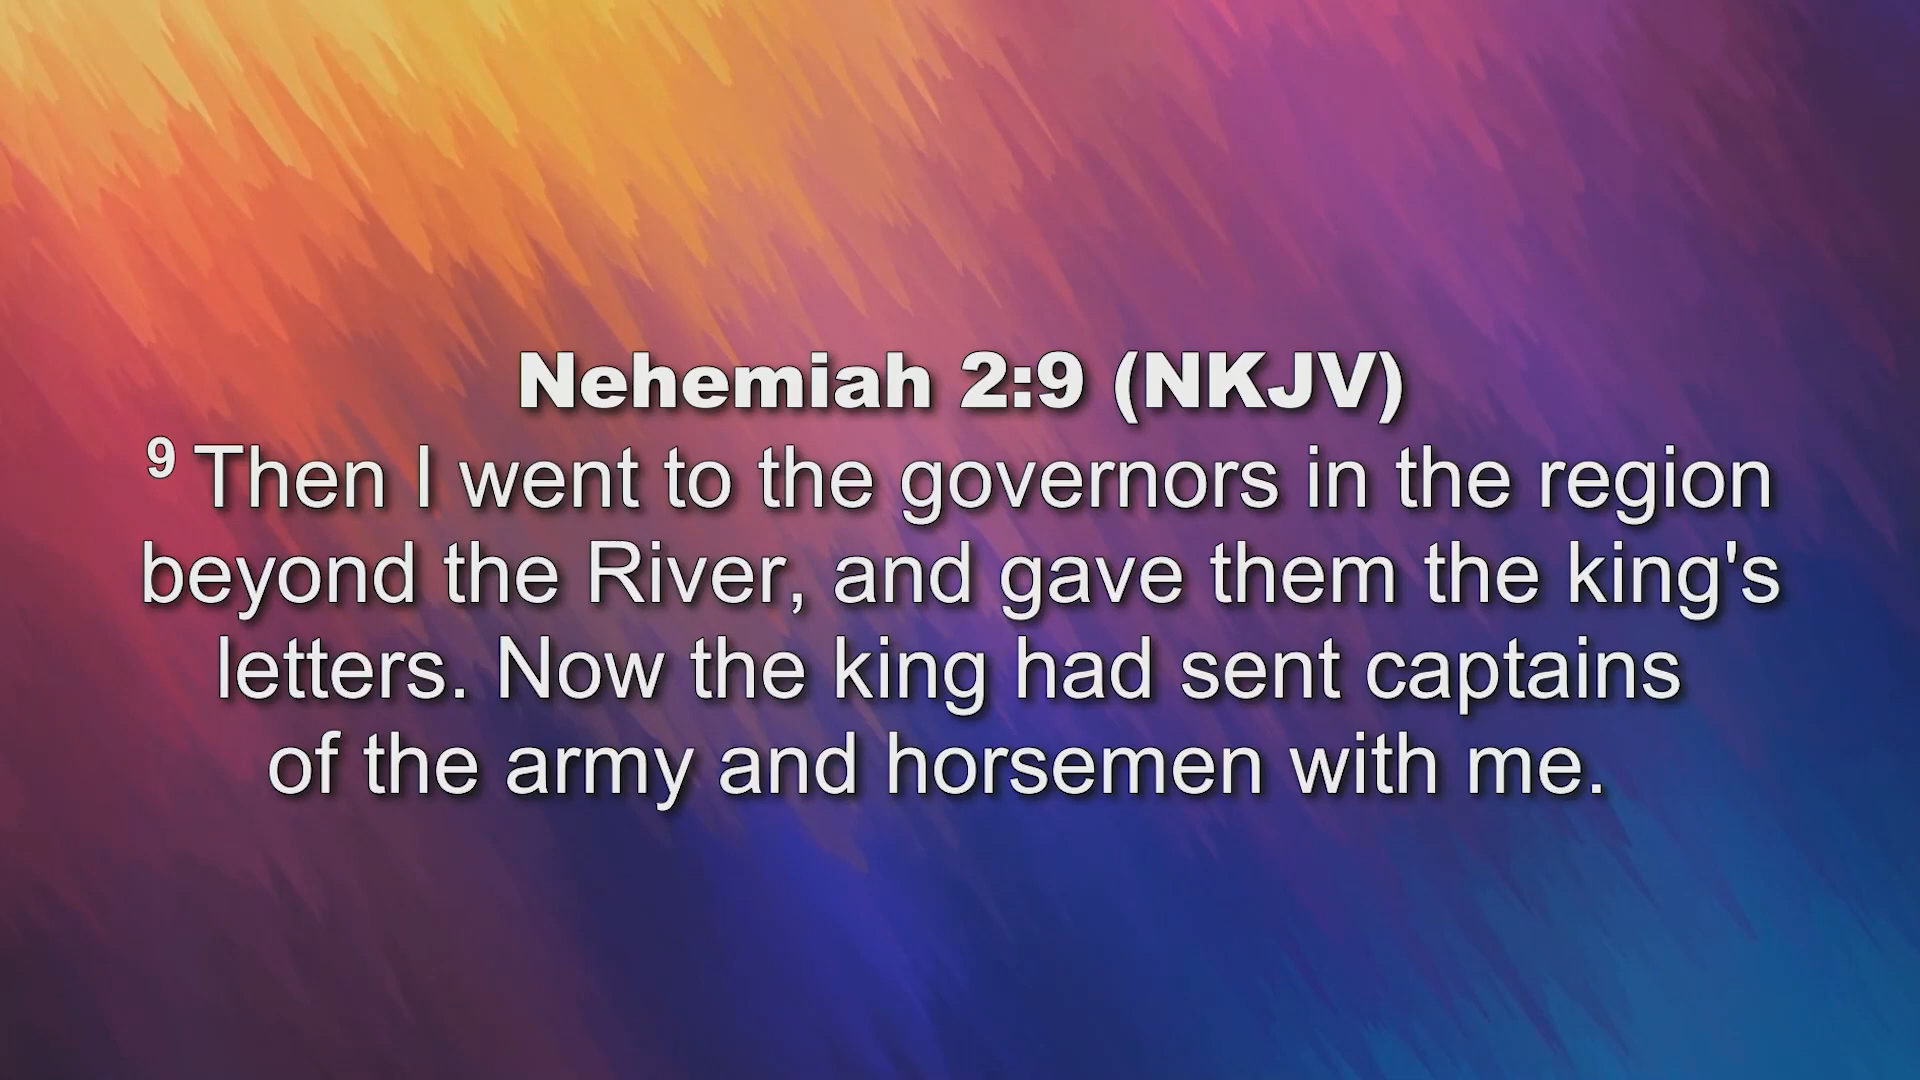 Nehemiah 2:9 (NKJV)
9 Then I went to the governors in the region
beyond the River, and gave them the king's
letters. Now the king had sent captains
of the army and horsemen with me.